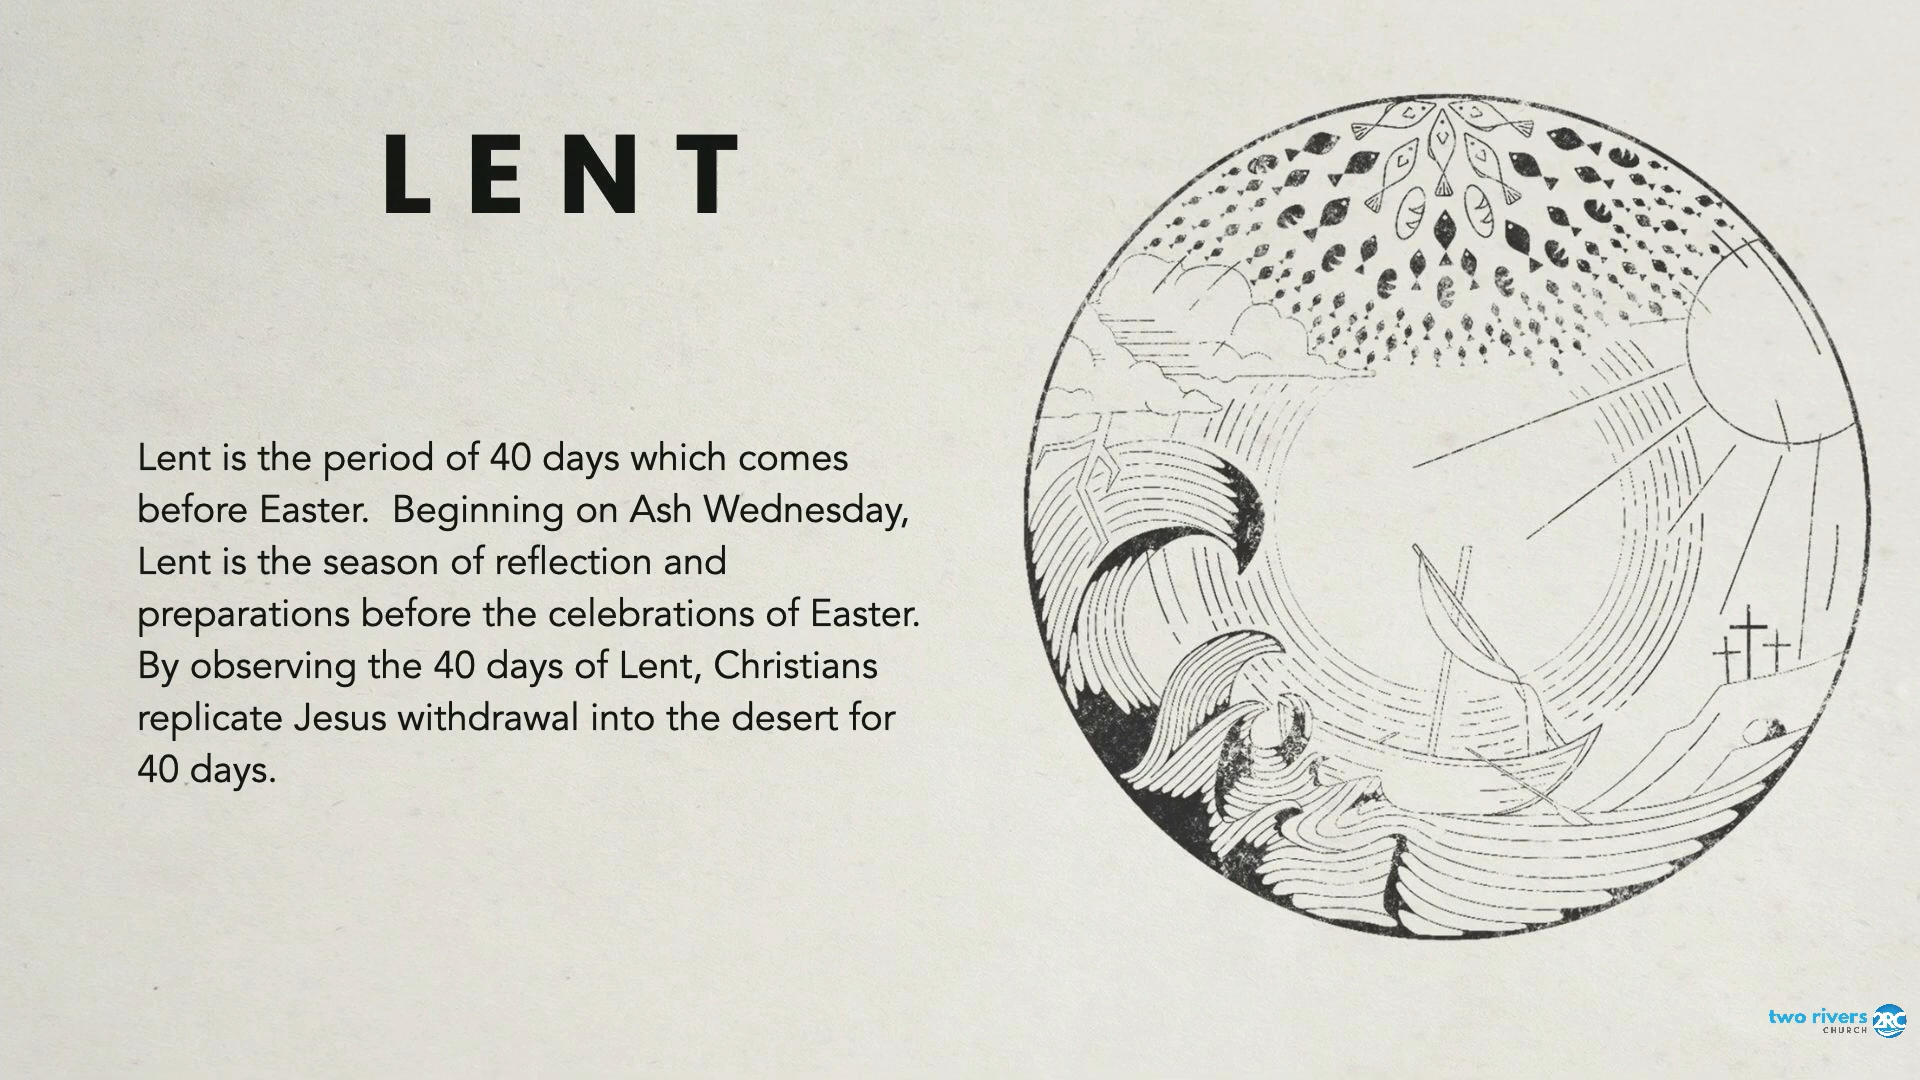 LENT
Lent is the period of 40 days which comes
before Easter.  Beginning on Ash Wednesday,
Lent is the season of reflection and
preparations before the celebrations of Easter.
By observing the 40 days of Lent, Christians
replicate Jesus withdrawal into the desert for
40 days.
two rivers
CHURCH
2RC